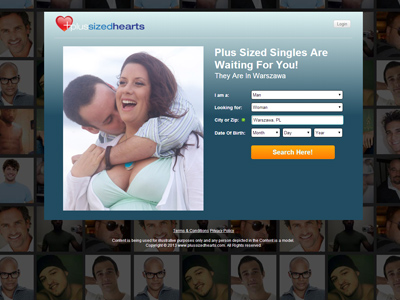 plussizedhearts
Login
Plus Sized Singles Are
Waiting For You!
They Are In Warszawa
I am a: Man
Looking for: Woman
City or Zip: Warszawa, PL
Date Of Birth: Month Day Year
Search Here!
Terms & Conditions Privacy Policy
Content is being used for illustrative purposes only and any person depicted in the Content is a model
Copyright © 2013 www.plussizedhearts.com. All Rights Reserved.